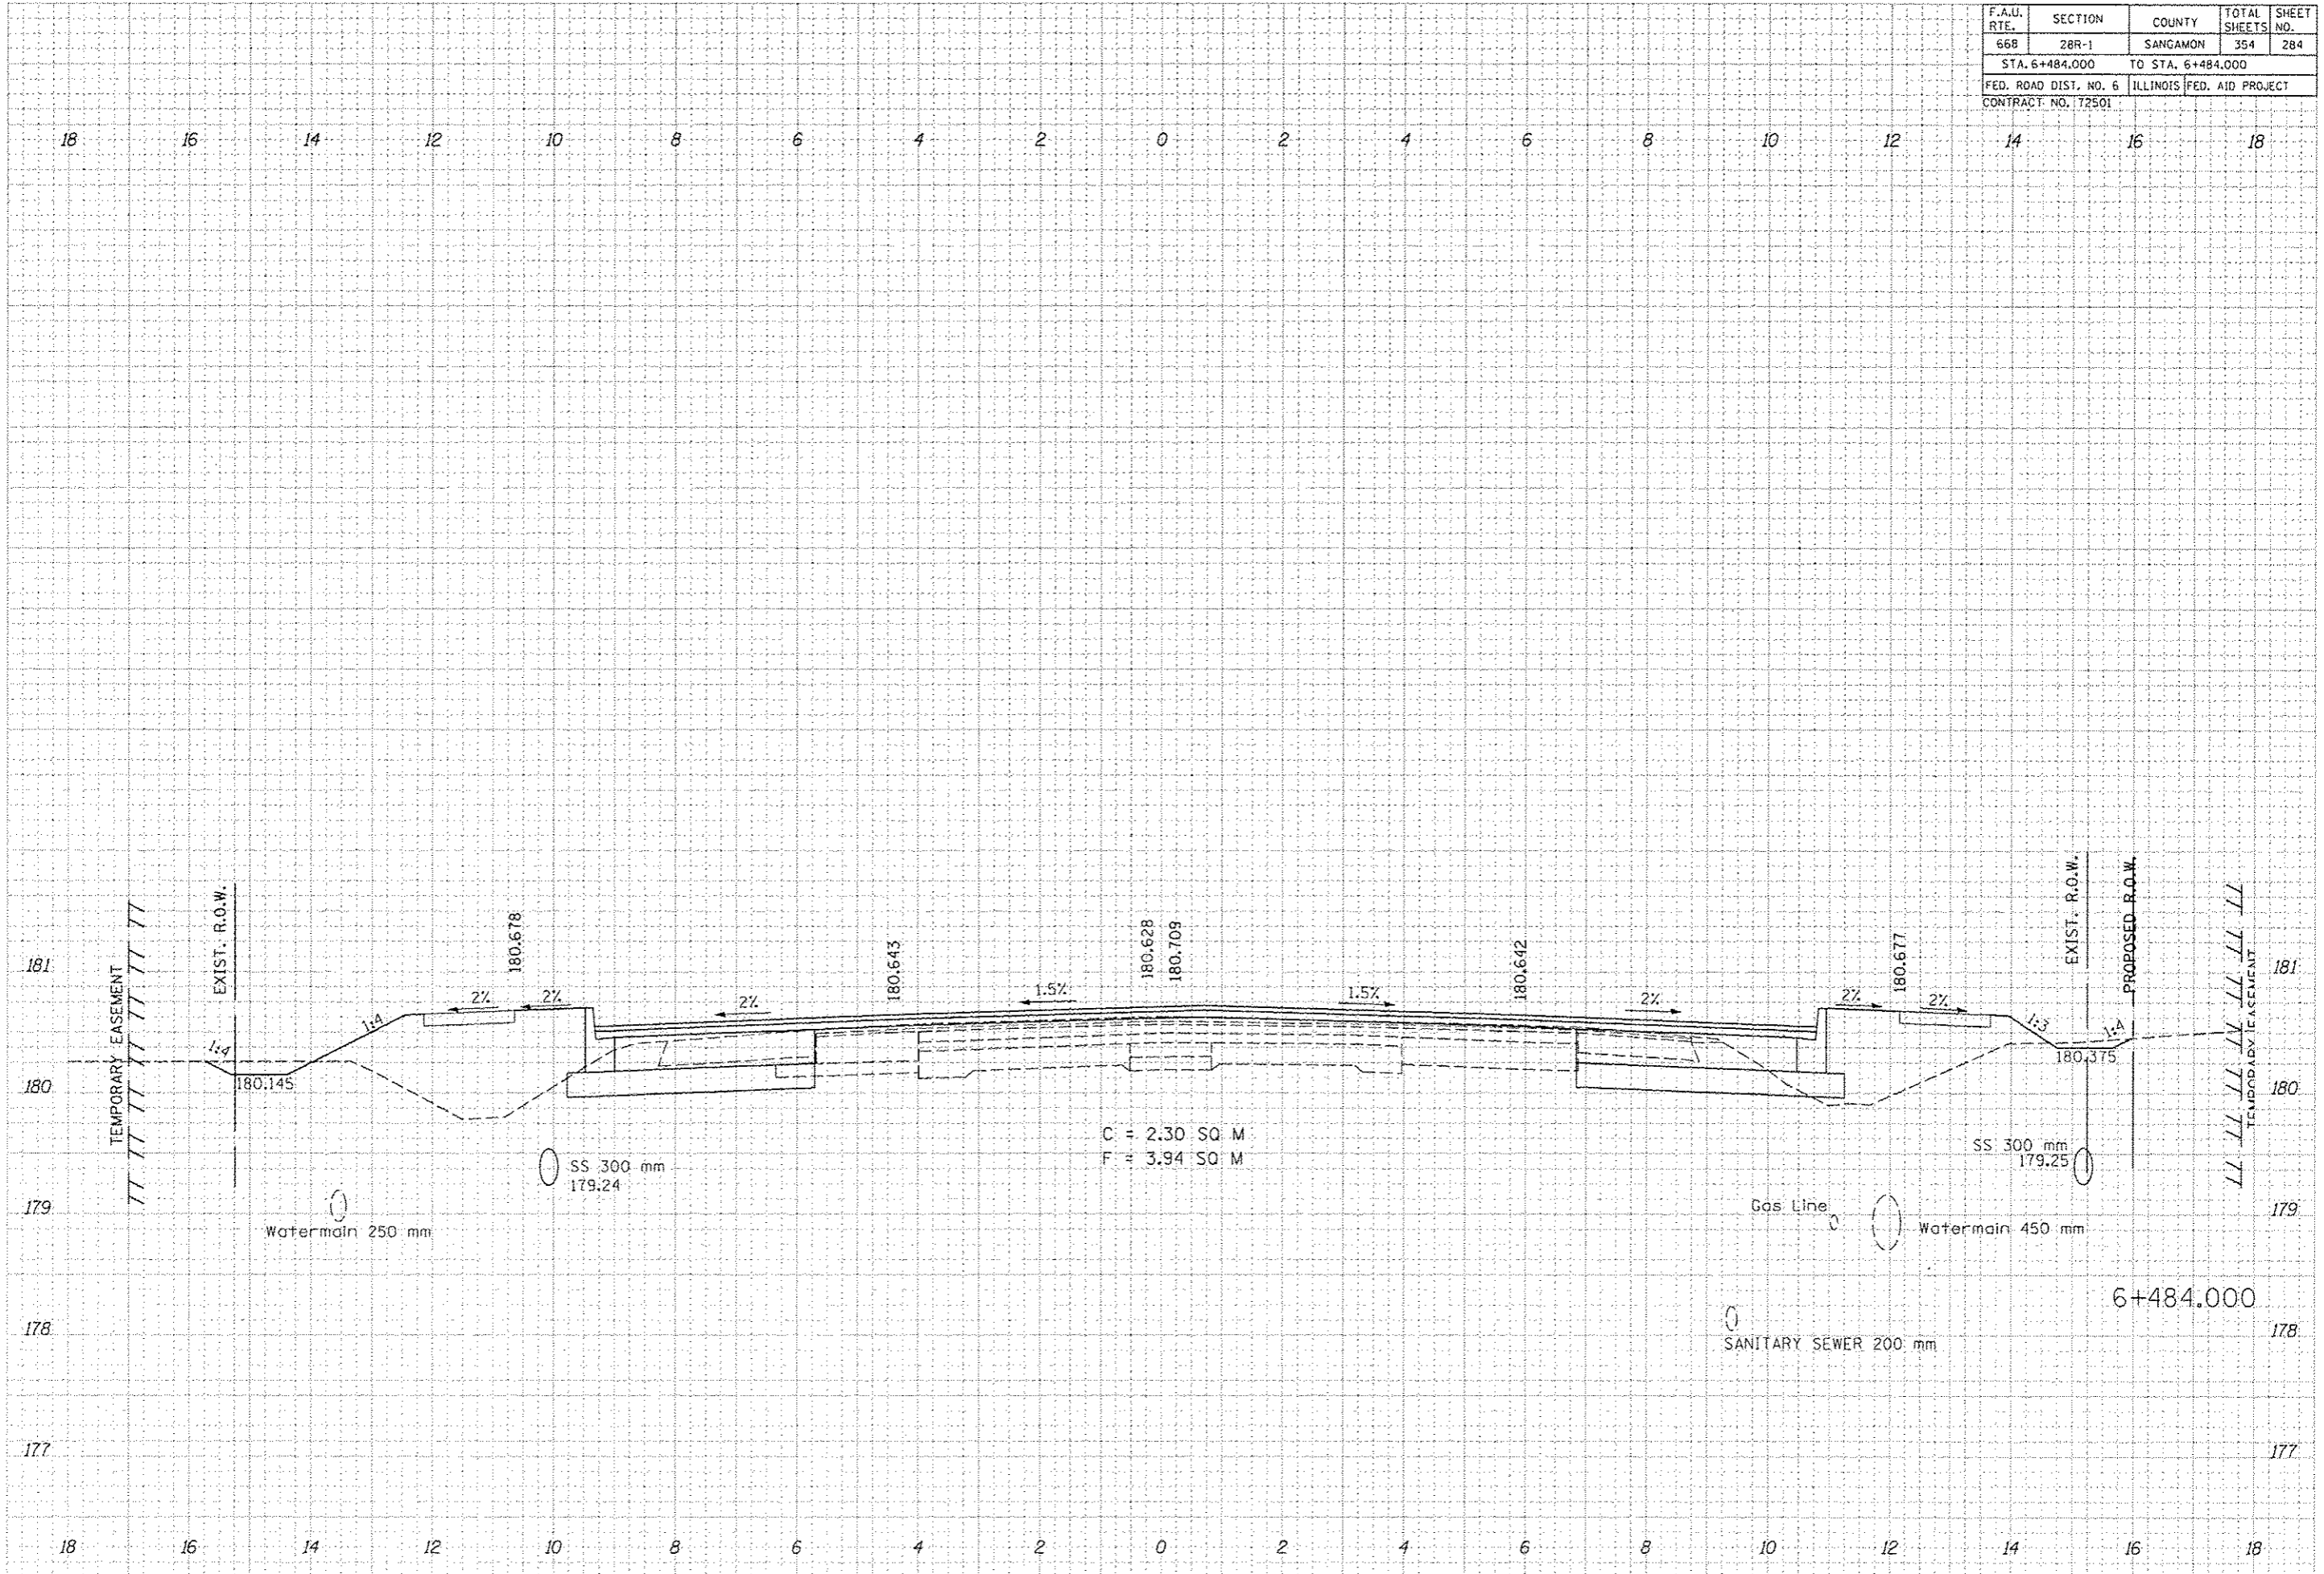 F.A.U. RTE. SECTION COUNTY TOTAL SHEETS SHEET NO.
668 28R-1 SANGAMON 354 284
STA. 6+484.000 TO STA. 6+484.000
FED. ROAD DIST. NO. 6 ILLINOIS FED. AID PROJECT
CONTRACT NO. 72501
18 16 14 12 10 8 6 4 2 0 2 4 6 8 10 12 14 16 18
TEMPORARY EASEMENT
EXIST. R.O.W.
180.678
180.643
180.628
180.709
180.642
180.677
EXIST. R.O.W.
PROPOSED R.O.W.
TEMPORARY EASEMENT
181 181
2% 2% 2% 1.5% 1.5% 2% 2% 2%
1:4 1:4 1:3 1:4
180.145 180.375
180 180
C = 2.30 SQ M
F = 3.94 SQ M
SS 300 mm
179.24
SS 300 mm
179.25
179 179
Watermain 250 mm
Gas Line
Watermain 450 mm
6+484.000
178 178
SANITARY SEWER 200 mm
177 177
18 16 14 12 10 8 6 4 2 0 2 4 6 8 10 12 14 16 18